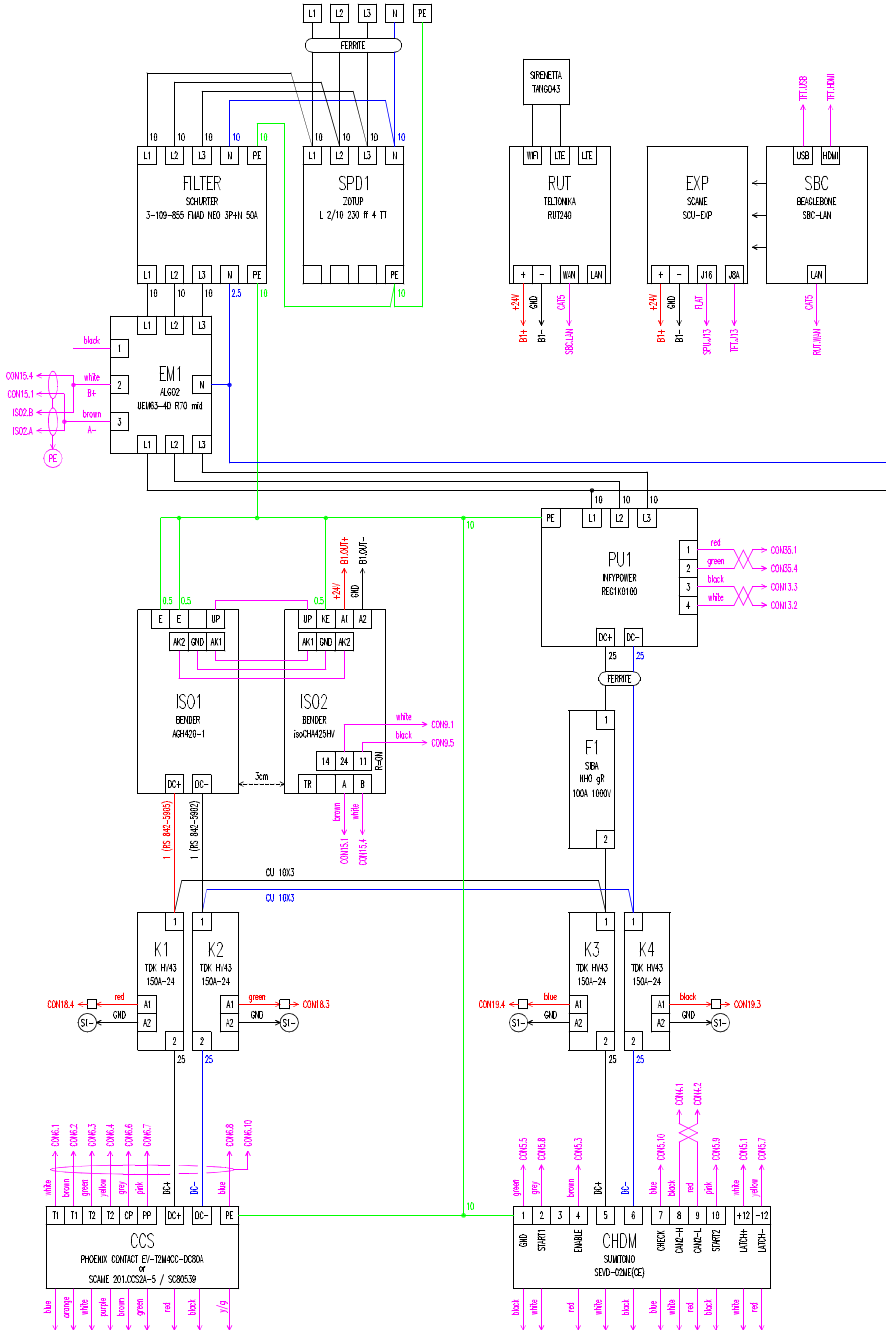 L1 L2 L3 N PE
FERRITE
SIRENETTA
TANGO43
TFT.USB TFT.HDMI
10 10 10 10 10 10 10 10 10
L1 L2 L3 N PE
L1 L2 L3 N
WIFI LTE LTE
USB HDMI
FILTER
SCHURTER
3-109-855 FMAD NEO 3P+N 50A
SPD1
ZOTUP
L 2/10 230 ff 4 TT
RUT
TELTONIKA
RUT240
EXP
SCAME
SCU-EXP
SBC
BEAGLEBONE
SBC-LAN
L1 L2 L3 N PE
PE
+ - WAN LAN
+ - J16 J8A
LAN
10 10 10 2.5 10
10
+24V GND CAT5
B1+ B1- SBC.LAN
+24V GND FLAT
B1+ B1- SPU.J13 TFT.J13
CAT5
RUT.WAN
L1 L2 L3
black
1
EM1
ALGO2
UEM63-4D R70 mid
N
CON15.4
white
2
CON15.1
B+
ISO2.B
brown
3
ISO2.A
A-
PE
L1 L2 L3
10 10 10
10
PE L1 L2 L3
PU1
INFYPOWER
REG1K0100
1 red CON35.1
2 green CON35.4
3 black CON13.3
4 white CON13.2
DC+ DC-
25 25
FERRITE
B1.OUT+ B1.OUT-
+24V GND
0.5 0.5 0.5
E E UP
UP KE A1 A2
AK2 GND AK1
AK1 GND AK2
ISO1
BENDER
AGH420-1
ISO2
BENDER
isoCHA425HV
white CON9.1
black CON9.5
14 24 11
R=ON
DC+ DC-
3cm
TR A B
brown white
CON15.1 CON15.4
1 (RS 842-5905) 1 (RS 842-5902)
1
F1
SIBA
NHO gR
100A 1000V
2
CU 10X3
CU 10X3
1 1
K1
TDK HV43
150A-24
K2
TDK HV43
150A-24
1 1
K3
TDK HV43
150A-24
K4
TDK HV43
150A-24
CON18.4 red A1
S1- GND A2
A1 green CON18.3
A2 GND S1-
CON19.4 blue A1
S1- GND A2
A1 black CON19.3
A2 GND S1-
2 2 2 2
25 25 25 25
CON6.1 CON6.2 CON6.3 CON6.4 CON6.6 CON6.7 CON6.8 CON6.10
white brown green yellow grey pink DC+ DC- blue
T1 T1 T2 T2 CP PP DC+ DC- PE
10
CCS
PHOENIX CONTACT EV-T2M4CC-DC80A
or
SCAME 201.CCS2A-5 / SC80539
blue orange white purple brown green red black y/g
CON5.5 CON5.8 CON5.3 CON5.10 CON4.1 CON4.2 CON5.9 CON5.1 CON5.7
green grey brown DC+ DC- blue black red pink white yellow
1 2 3 4 5 6 7 8 9 10 +12 -12
GND START1 ENABLE CHECK CAN2-H CAN2-L START2 LATCH+ LATCH-
CHDM
SUMITOMO
SEVD-02ME(CE)
black white red white black blue white red black white red